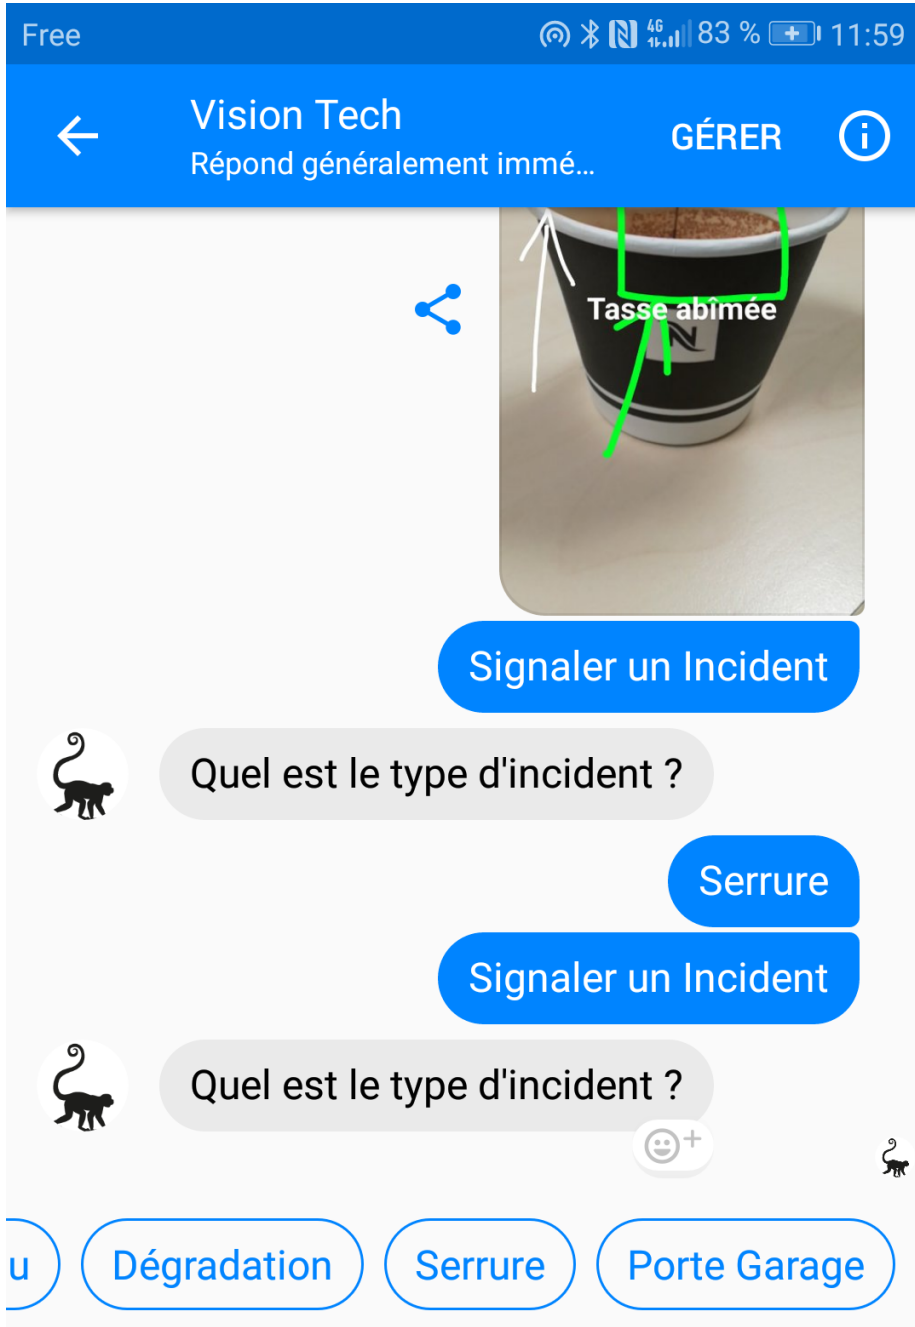 Free 4G 83 % 11:59
Vision Tech
Répond généralement immé...
GÉRER
Tasse abîmée
N
Signaler un Incident
Quel est le type d'incident ?
Serrure
Signaler un Incident
Quel est le type d'incident ?
u Dégradation Serrure Porte Garage